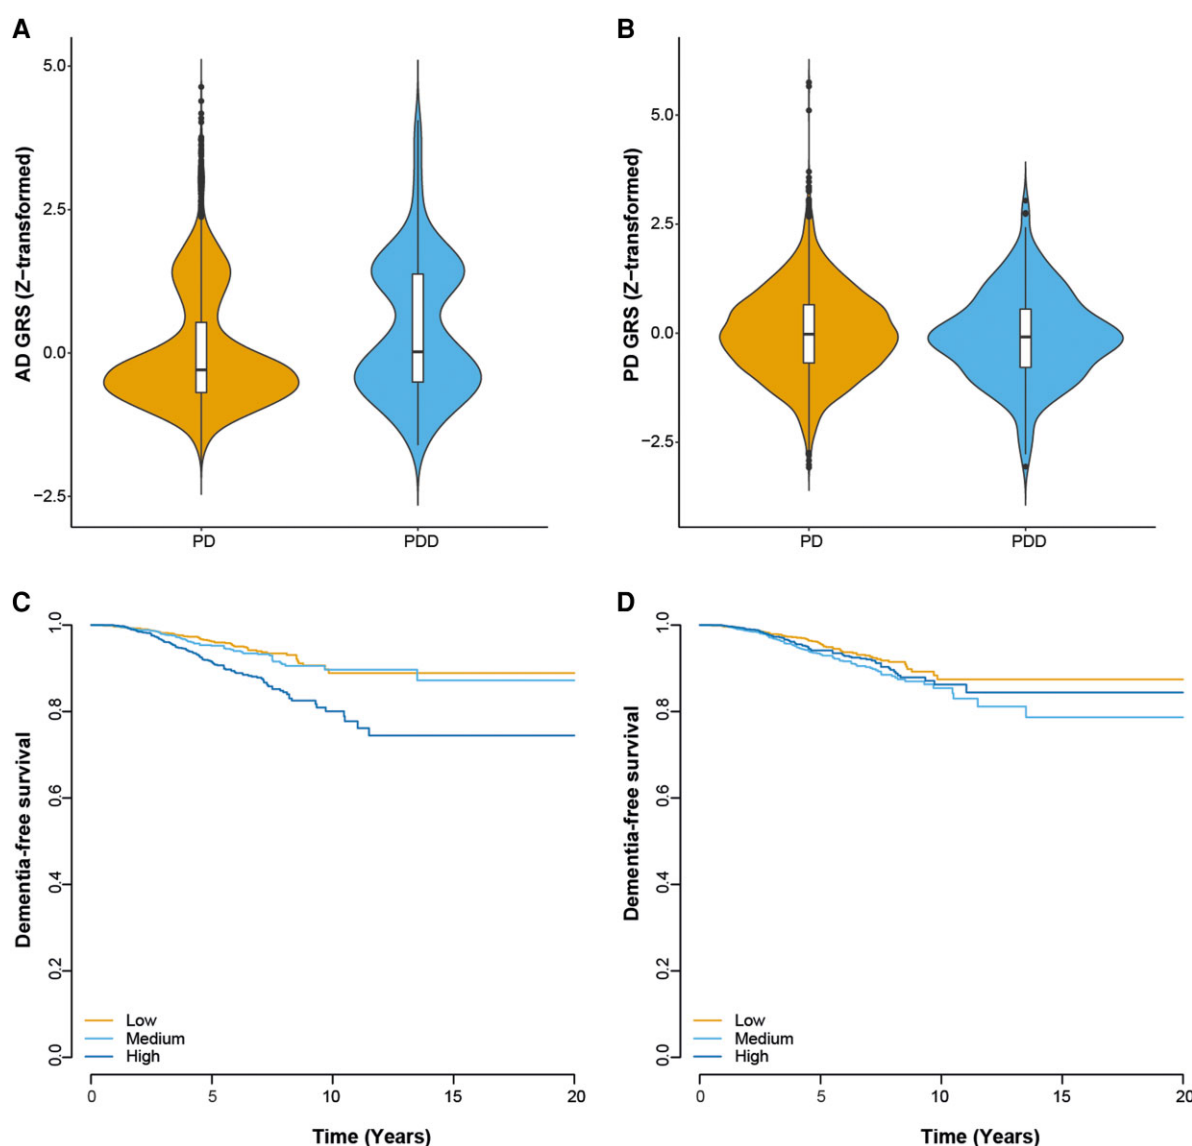 A
AD GRS (Z−transformed)
5.0
2.5
0.0
−2.5
PD
PDD
B
PD GRS (Z−transformed)
5.0
2.5
0.0
−2.5
PD
PDD
C
Dementia-free survival
1.0
0.8
0.6
0.4
0.2
0.0
Low
Medium
High
0 5 10 15 20
Time (Years)
D
Dementia-free survival
1.0
0.8
0.6
0.4
0.2
0.0
Low
Medium
High
0 5 10 15 20
Time (Years)